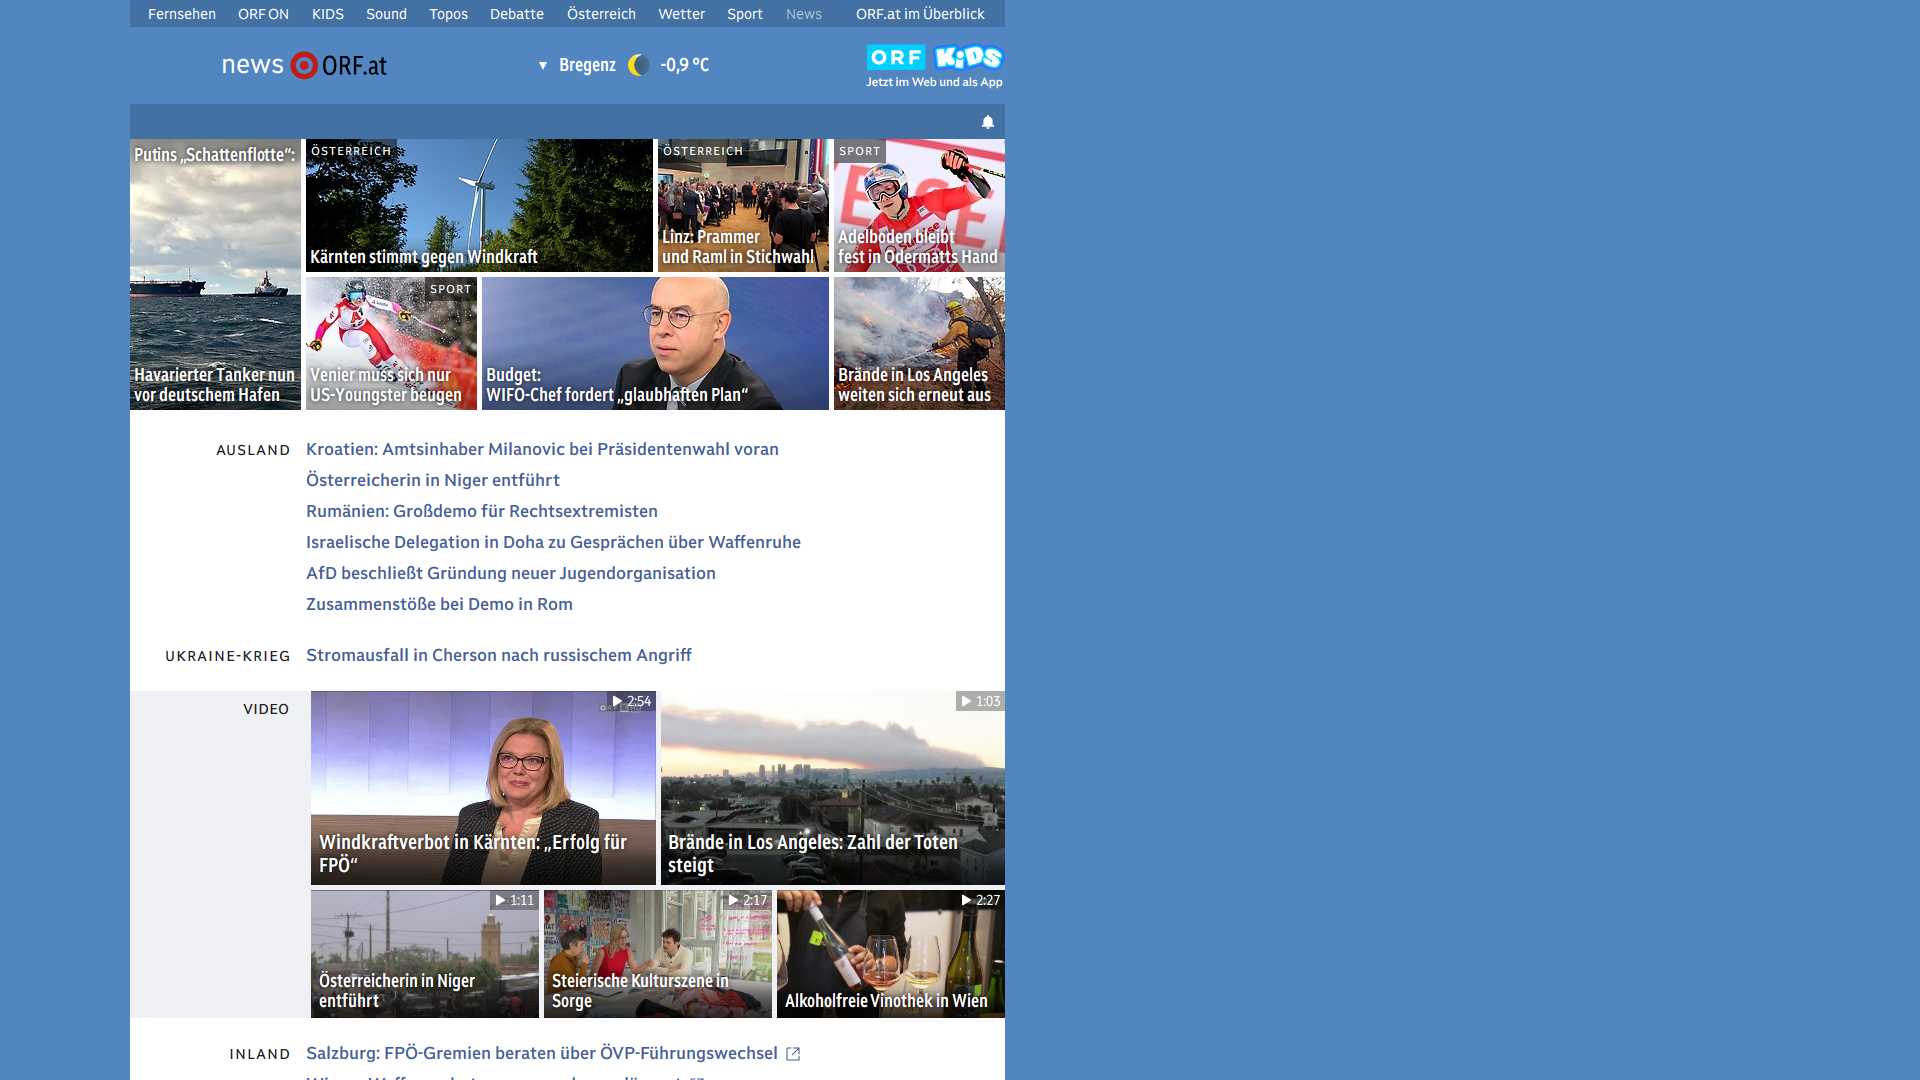 Fernsehen ORF ON KIDS Sound Topos Debatte Österreich Wetter Sport News ORF.at im Überblick
news ORF.at
▼ Bregenz -0,9 °C
ORF KiDS
Jetzt im Web und als App
Putins „Schattenflotte“:
Havarierter Tanker nun
vor deutschem Hafen
ÖSTERREICH
Kärnten stimmt gegen Windkraft
ÖSTERREICH
Linz: Prammer
und Raml in Stichwahl
SPORT
Adelboden bleibt
fest in Odermatts Hand
SPORT
Venier muss sich nur
US-Youngster beugen
Budget:
WIFO-Chef fordert „glaubhaften Plan“
Brände in Los Angeles
weiten sich erneut aus
AUSLAND
Kroatien: Amtsinhaber Milanovic bei Präsidentenwahl voran
Österreicherin in Niger entführt
Rumänien: Großdemo für Rechtsextremisten
Israelische Delegation in Doha zu Gesprächen über Waffenruhe
AfD beschließt Gründung neuer Jugendorganisation
Zusammenstöße bei Demo in Rom
UKRAINE-KRIEG
Stromausfall in Cherson nach russischem Angriff
VIDEO
2:54
Windkraftverbot in Kärnten: „Erfolg für
FPÖ“
1:03
Brände in Los Angeles: Zahl der Toten
steigt
1:11
Österreicherin in Niger
entführt
2:17
Steierische Kulturszene in
Sorge
2:27
Alkoholfreie Vinothek in Wien
INLAND
Salzburg: FPÖ-Gremien beraten über ÖVP-Führungswechsel